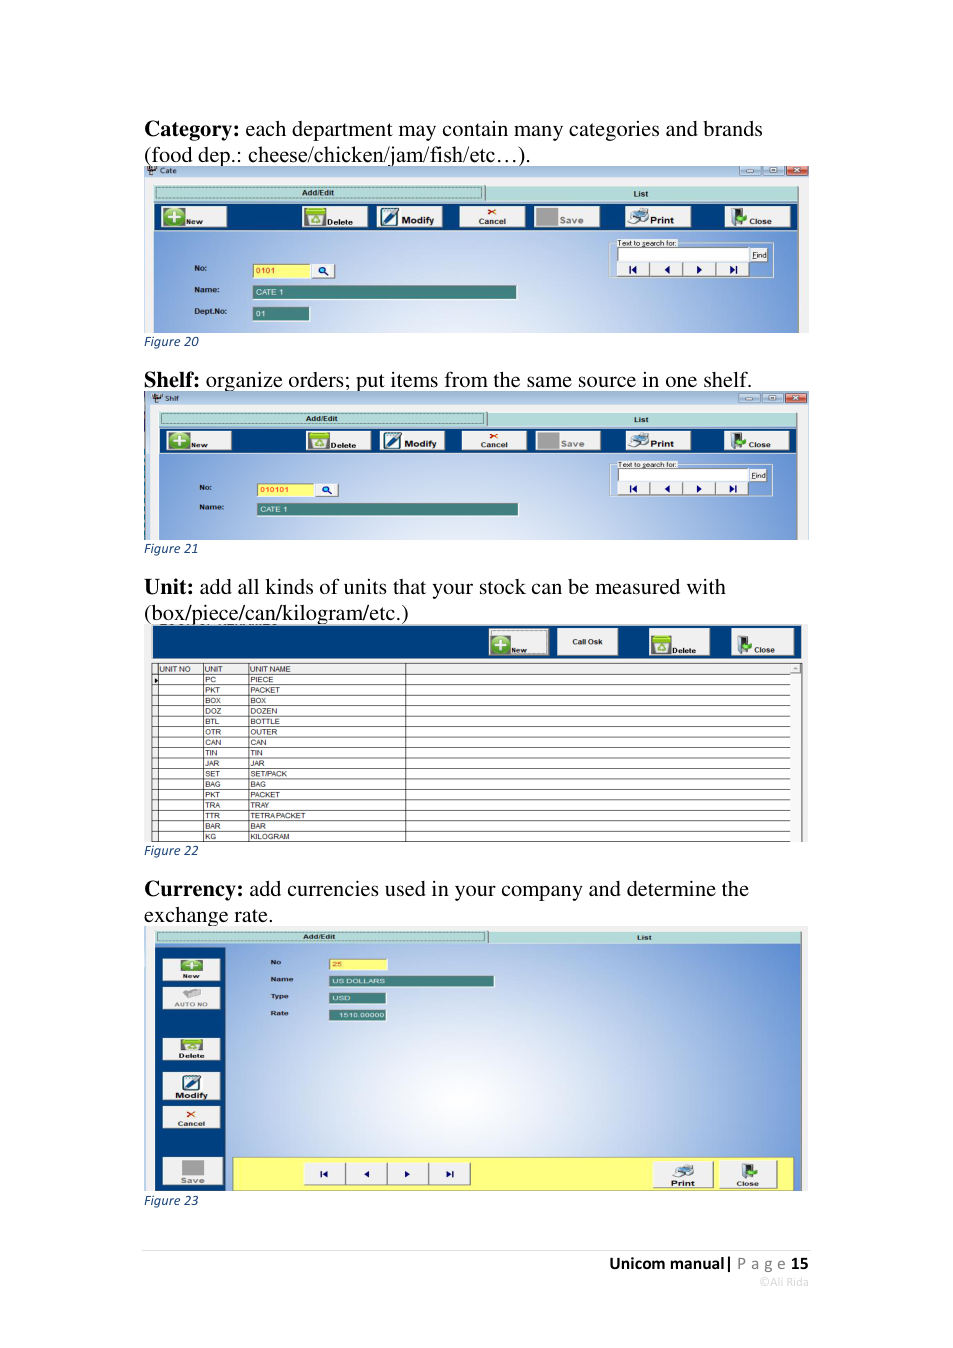 Category: each department may contain many categories and brands
(food dep.: cheese/chicken/jam/fish/etc…).
Cate
Add/Edit List
New Delete Modify Cancel Save Print Close
Text to search for:
Find
No: 0101
Name: CATE 1
Dept.No: 01
Figure 20
Shelf: organize orders; put items from the same source in one shelf.
Shlf
Add/Edit List
New Delete Modify Cancel Save Print Close
Text to search for:
Find
No: 010101
Name: CATE 1
Figure 21
Unit: add all kinds of units that your stock can be measured with
(box/piece/can/kilogram/etc.)
New Call Osk Delete Close
UNIT NO UNIT UNIT NAME
PC PIECE
PKT PACKET
BOX BOX
DOZ DOZEN
BTL BOTTLE
OTR OUTER
CAN CAN
TIN TIN
JAR JAR
SET SET/PACK
BAG BAG
PKT PACKET
TRA TRAY
TTR TETRA PACKET
BAR BAR
KG KILOGRAM
Figure 22
Currency: add currencies used in your company and determine the
exchange rate.
Add/Edit List
New
AUTO NO
Delete
Modify
Cancel
Save
No 25
Name US DOLLARS
Type USD
Rate 1510.00000
Print Close
Figure 23
Unicom manual| P a g e 15
©Ali Rida